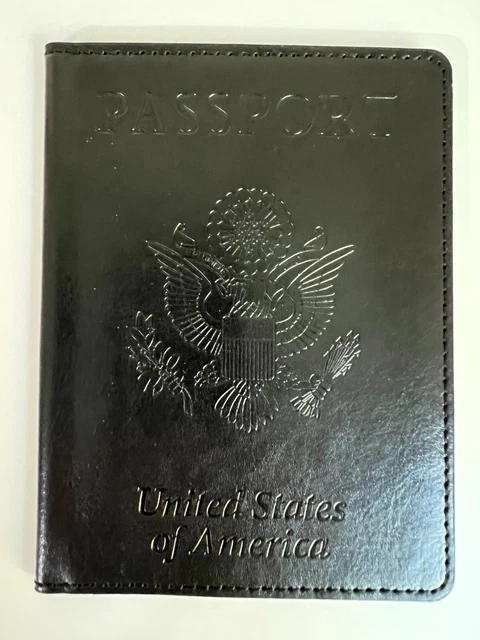 PASSPORT
United States
of America